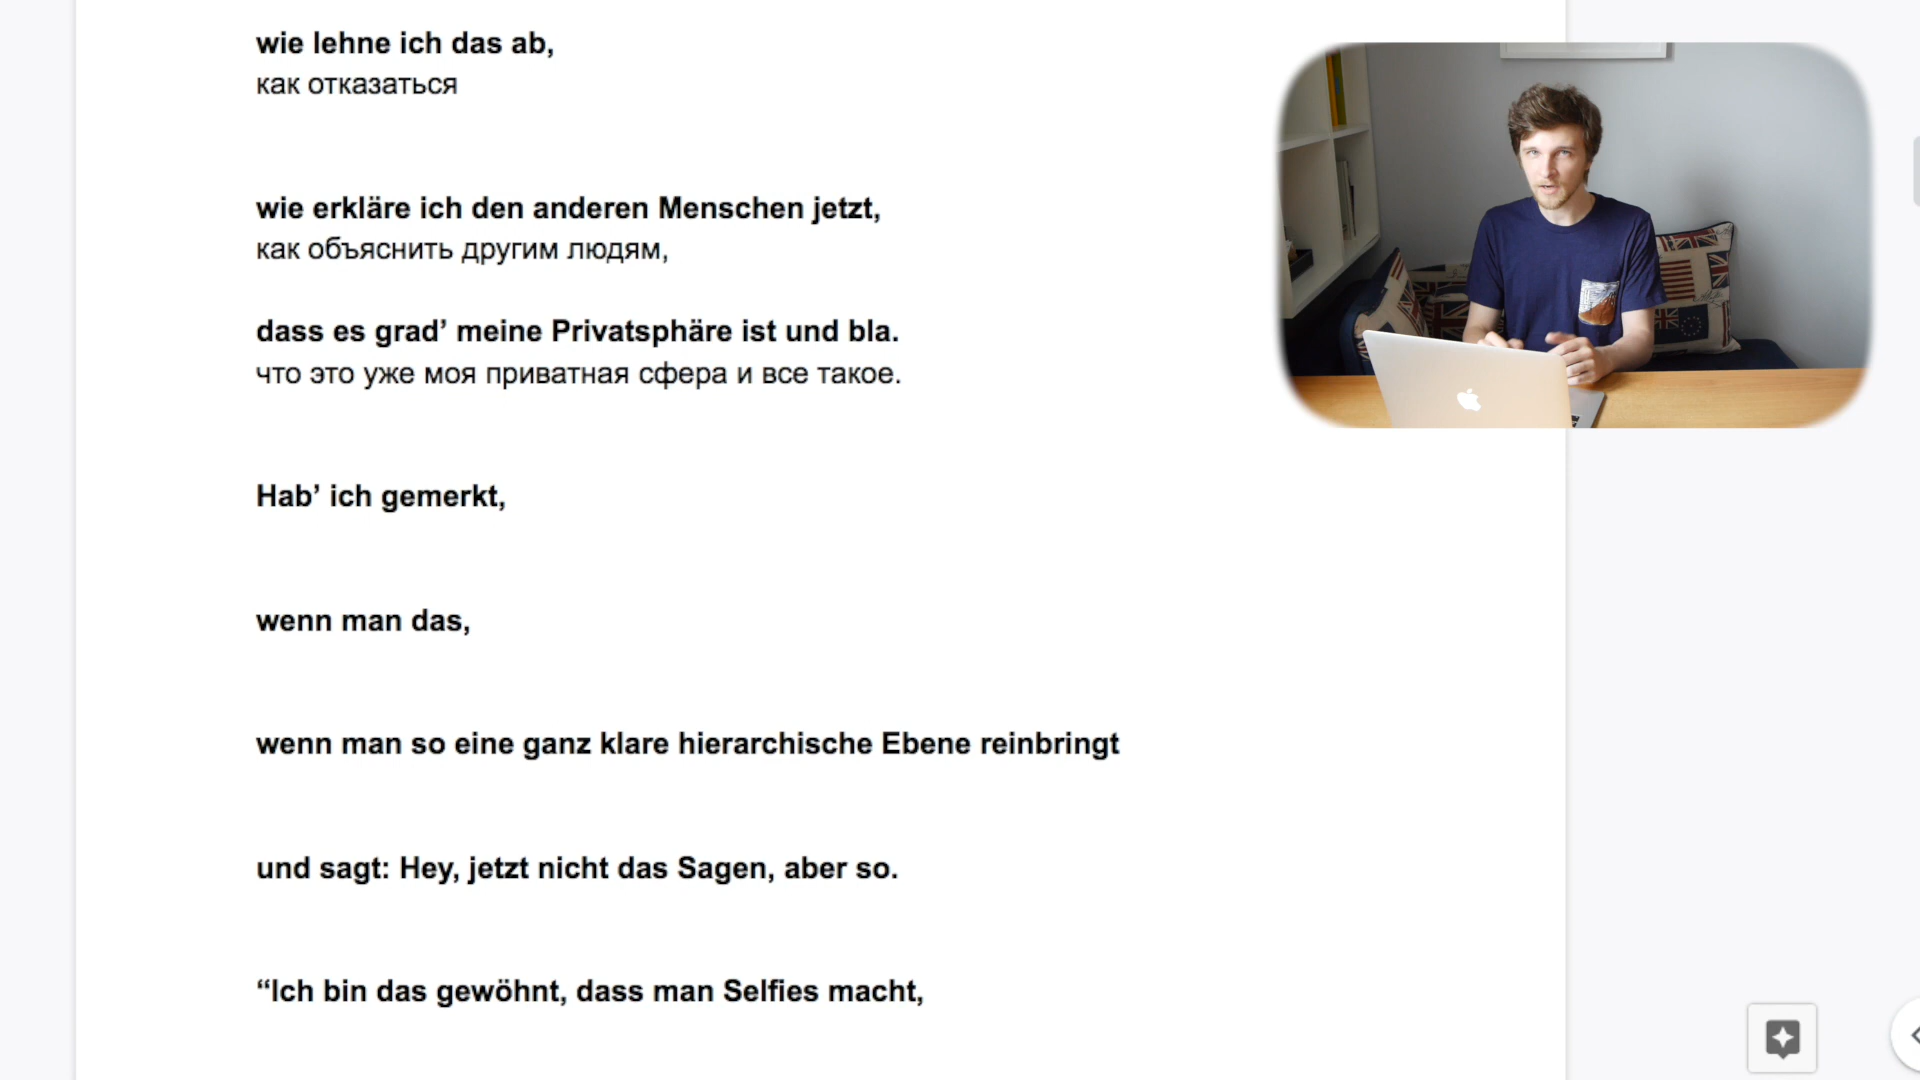 wie lehne ich das ab,
как отказаться
wie erkläre ich den anderen Menschen jetzt,
как объяснить другим людям,
dass es grad’ meine Privatsphäre ist und bla.
что это уже моя приватная сфера и все такое.
Hab’ ich gemerkt,
wenn man das,
wenn man so eine ganz klare hierarchische Ebene reinbringt
und sagt: Hey, jetzt nicht das Sagen, aber so.
“Ich bin das gewöhnt, dass man Selfies macht,